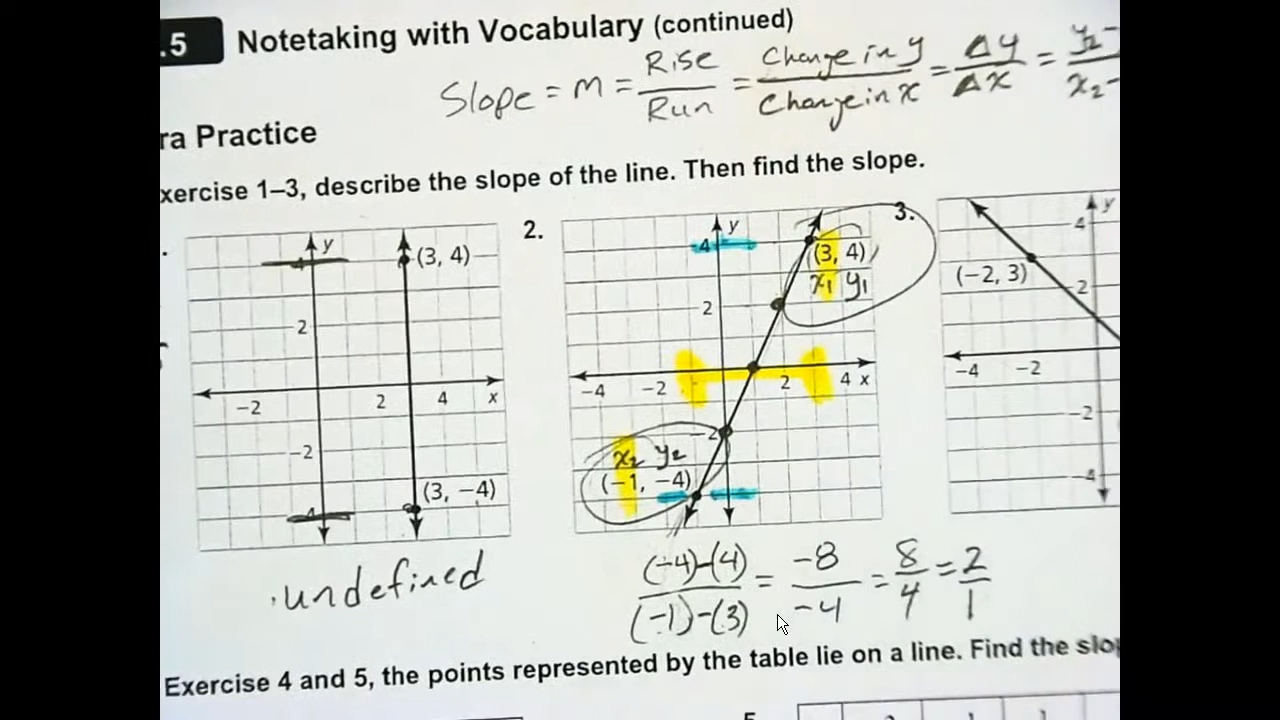 .5 Notetaking with Vocabulary (continued)
Slope = m = Rise/Run = Change in y/Change in x = Δy/Δx = y₂-/x₂-
ra Practice
xercise 1–3, describe the slope of the line. Then find the slope.
.
4 y (3, 4)
2
-2 2 4 x
-2
(3, -4)
undefined
2.
4 y (3, 4)
x₁ y₁
2
-4 -2 2 4 x
-2
x₂ y₂
(-1, -4)
(-4)-(4)/(-1)-(3) = -8/-4 = 8/4 = 2/1
3.
4 y
(-2, 3)
2
-4 -2
-2
-4
Exercise 4 and 5, the points represented by the table lie on a line. Find the slo